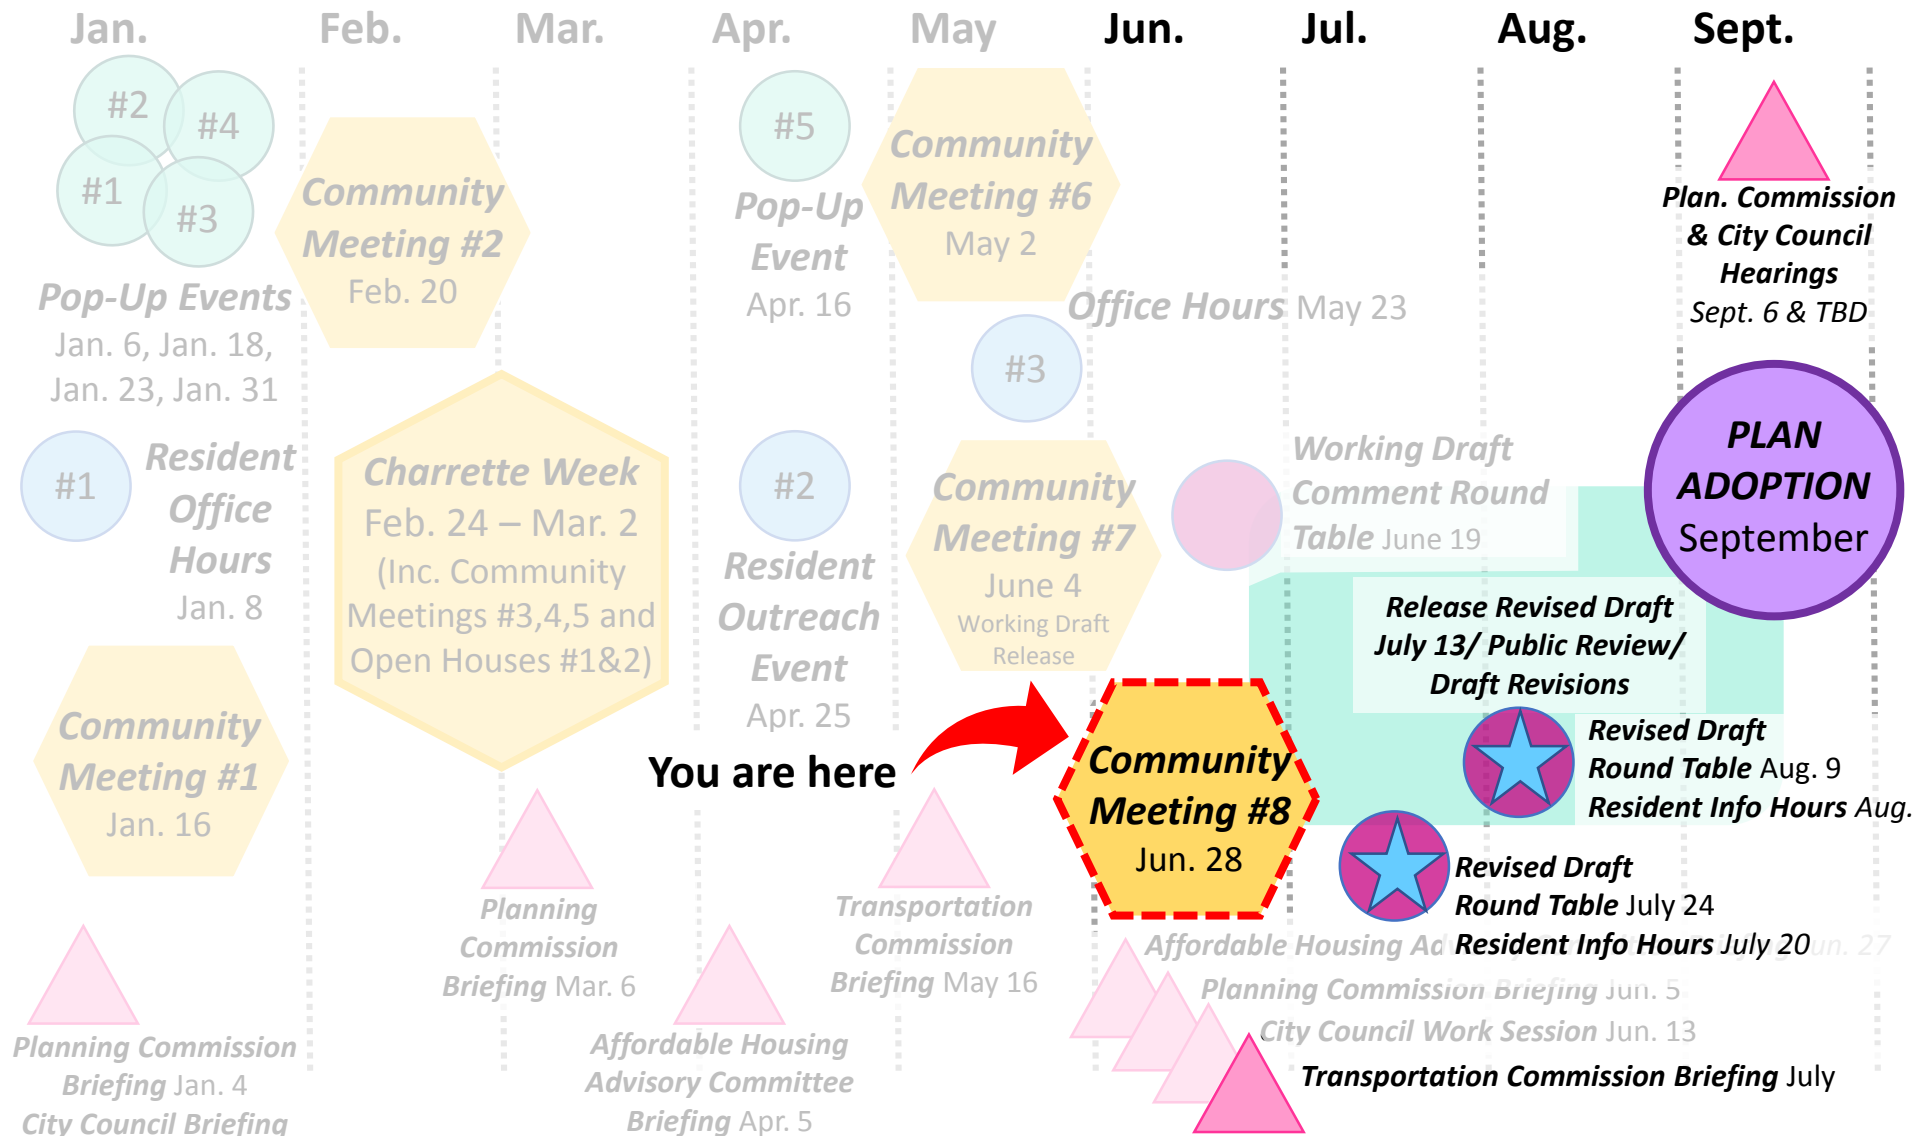 Jan.
Feb.
Mar.
Apr.
May
Jun.
Jul.
Aug.
Sept.
#2
#4
#1
#3
Pop-Up Events
Jan. 6, Jan. 18,
Jan. 23, Jan. 31
#1
Resident
Office
Hours
Jan. 8
Community
Meeting #1
Jan. 16
Planning Commission
Briefing Jan. 4
City Council Briefing
Community
Meeting #2
Feb. 20
Charrette Week
Feb. 24 – Mar. 2
(Inc. Community
Meetings #3,4,5 and
Open Houses #1&2)
Planning
Commission
Briefing Mar. 6
#5
Pop-Up
Event
Apr. 16
#2
Resident
Outreach
Event
Apr. 25
Affordable Housing
Advisory Committee
Briefing Apr. 5
Community
Meeting #6
May 2
Office Hours May 23
#3
Community
Meeting #7
June 4
Working Draft
Release
You are here
Transportation
Commission
Briefing May 16
Working Draft
Comment Round
Table June 19
Community
Meeting #8
Jun. 28
Release Revised Draft
July 13/ Public Review/
Draft Revisions
Revised Draft
Round Table Aug. 9
Resident Info Hours Aug.
Revised Draft
Round Table July 24
Resident Info Hours July 20
Affordable Housing Briefing Jun. 27
Planning Commission Briefing Jun. 5
City Council Work Session Jun. 13
Transportation Commission Briefing July
Plan. Commission
& City Council
Hearings
Sept. 6 & TBD
PLAN
ADOPTION
September